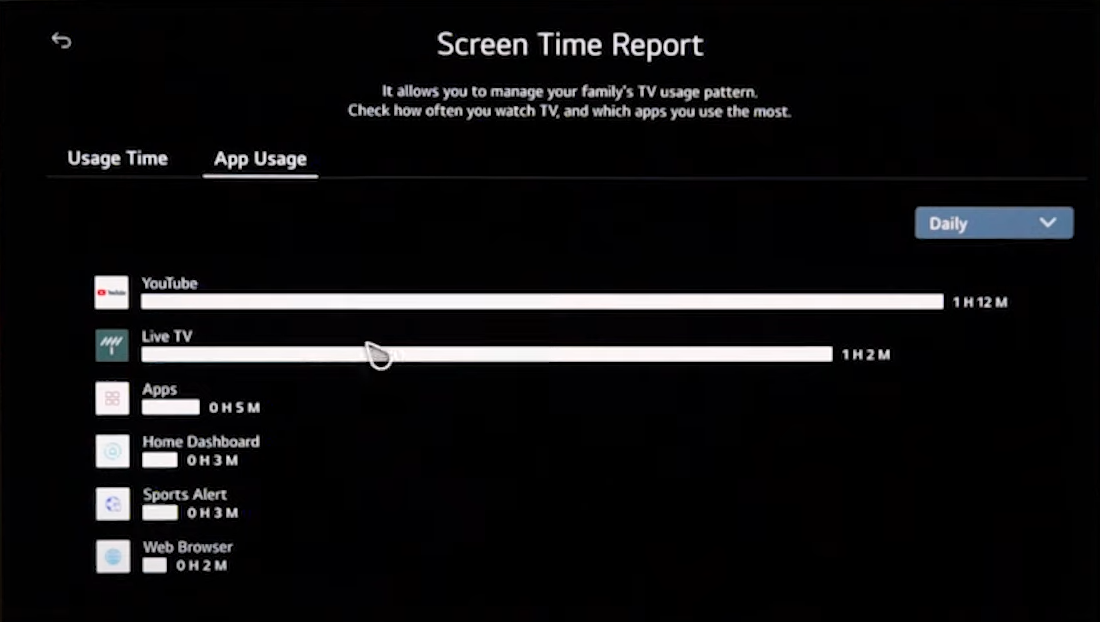 Screen Time Report
It allows you to manage your family's TV usage pattern.
Check how often you watch TV, and which apps you use the most.
Usage Time
App Usage
Daily
YouTube
YouTube
1 H 12 M
Live TV
1 H 2 M
Apps
0 H 5 M
Home Dashboard
0 H 3 M
Sports Alert
0 H 3 M
Web Browser
0 H 2 M